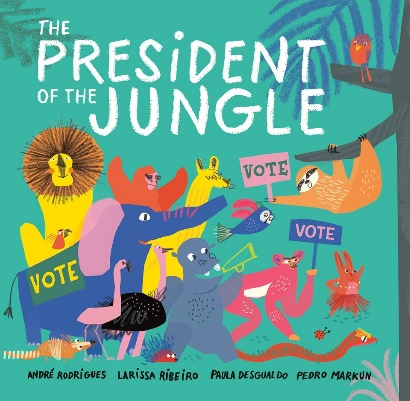 THE
PRESiDENT
OF THE JUNGLE
VOTE
VOTE
VOTE
ANDRÉ RODRIGUES LARISSA RIBEIRO PAULA DESGUALDO PEDRO MARKUN